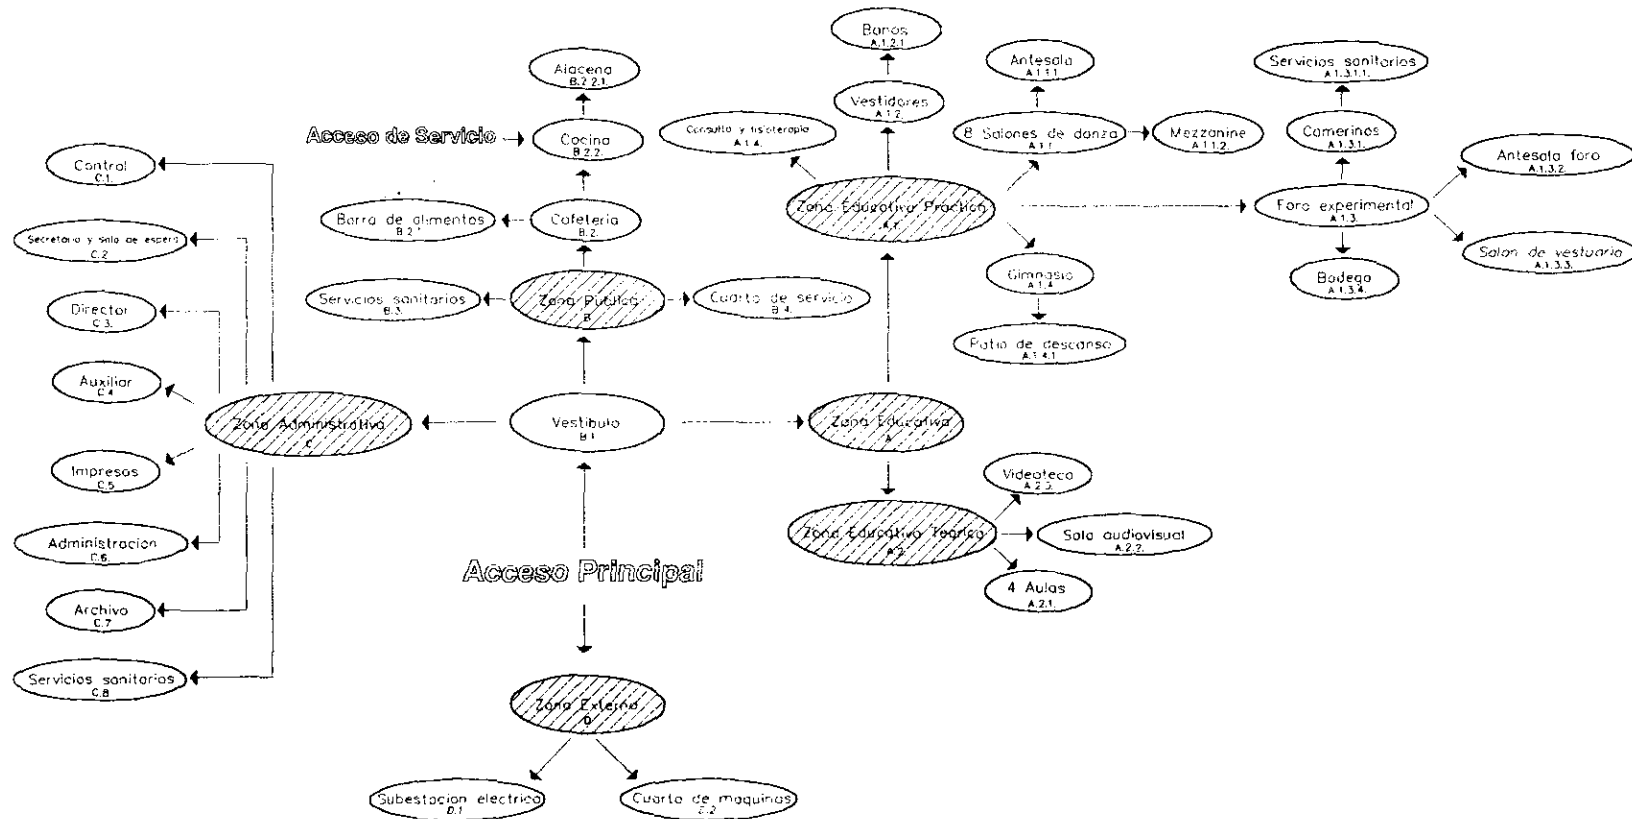 Banos
A.1.2.1
Alacena
B.2.2.1.
Antesala
A.1.1.1
Servicios sanitarios
A.1.3.1.1.
Vestidores
A.1.2.
Acceso de Servicio
Cocina
B.2.2.
Consulta y fisioterapia
A.1.4.
8 Salones de danza
A.1.1.
Mezzanine
A.1.1.2.
Camerinos
A.1.3.1.
Control
C.1.
Antesala foro
A.1.3.2.
Barra de alimentos
B.2.1
Cafeteria
B.2.
Zona Educativa Practica
A.1.
Foro experimental
A.1.3.
Secretaria y sala de espera
C.2
Salon de vestuario
A.1.3.3.
Gimnasio
A.1.4
Bodega
A.1.3.4.
Servicios sanitarios
B.3.
Zona Publica
B
Cuarto de servicio
B.4.
Director
C.3.
Patio de descanso
A.1.4.1
Auxiliar
C.4
Zona Administrativa
C
Vestibulo
B.1
Zona Educativa
A
Impresos
C.5
Videoteca
A.2.3.
Administracion
C.6.
Zona Educativa Teorica
A.2
Sala audiovisual
A.2.2.
Acceso Principal
4 Aulas
A.2.1.
Archivo
C.7
Servicios sanitarios
C.8
Zona Externa
D
Subestacion electrica
D.1
Cuarto de maquinas
D.2